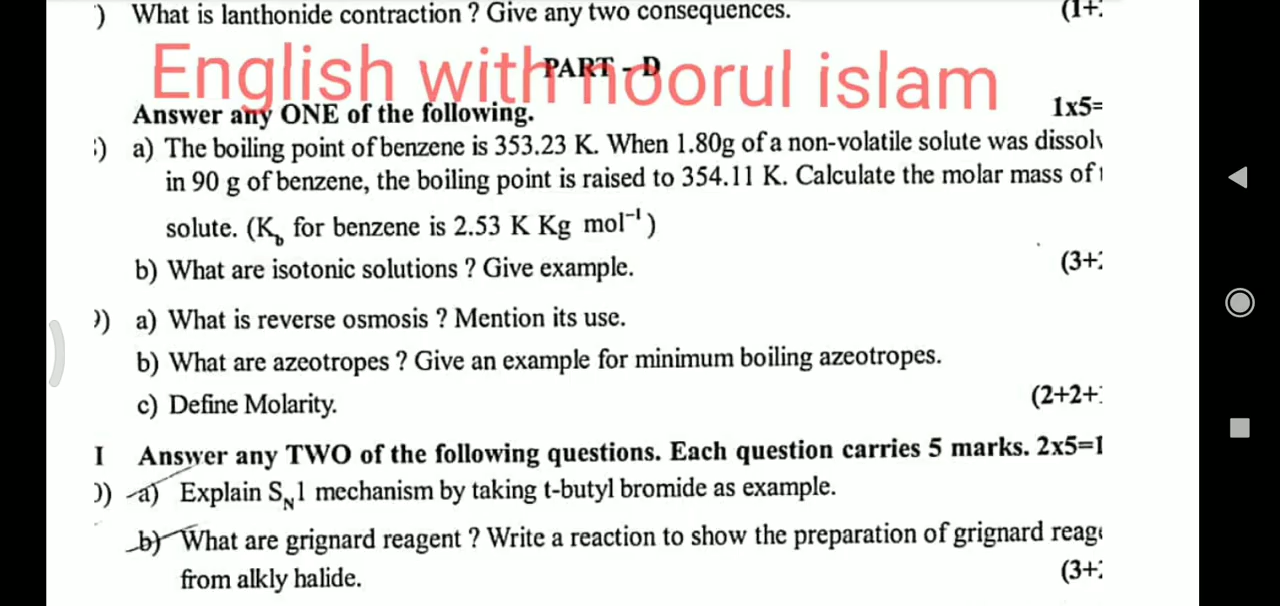 ) What is lanthonide contraction ? Give any two consequences. (1+
English with noorul islam
PART - D
Answer any ONE of the following. 1x5=
) a) The boiling point of benzene is 353.23 K. When 1.80g of a non-volatile solute was
in 90 g of benzene, the boiling point is raised to 354.11 K. Calculate the molar mass of
solute. (K_b for benzene is 2.53 K Kg mol⁻¹)
b) What are isotonic solutions ? Give example. (3+
) a) What is reverse osmosis ? Mention its use.
b) What are azeotropes ? Give an example for minimum boiling azeotropes.
c) Define Molarity. (2+2+
I Answer any TWO of the following questions. Each question carries 5 marks. 2x5=1
) a) Explain S_N1 mechanism by taking t-butyl bromide as example.
b) What are grignard reagent ? Write a reaction to show the preparation of grignard
from alkly halide. (3+